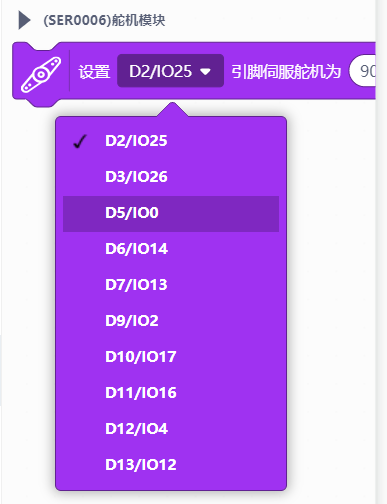 (SER0006)舵机模块
设置 D2/IO25 引脚伺服舵机为 90
D2/IO25
D3/IO26
D5/IO0
D6/IO14
D7/IO13
D9/IO2
D10/IO17
D11/IO16
D12/IO4
D13/IO12